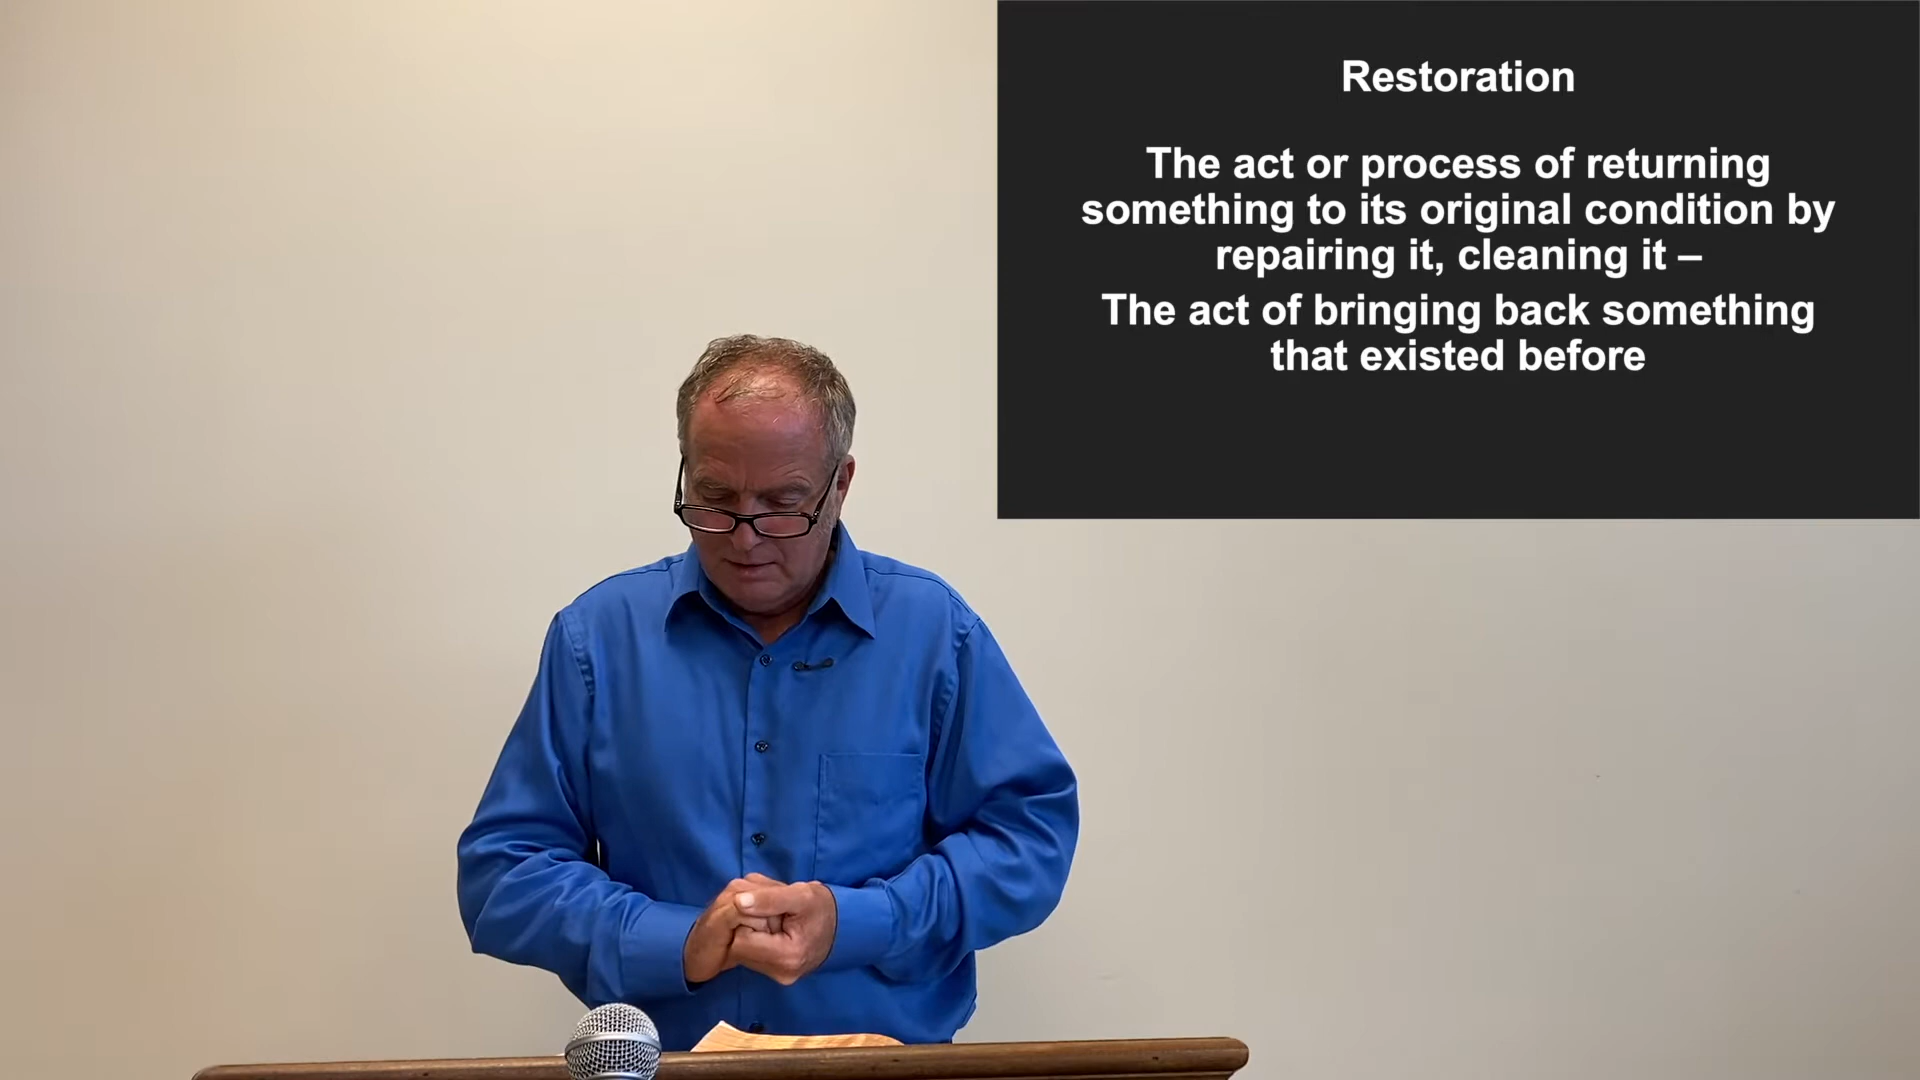 Restoration
The act or process of returning
something to its original condition by
repairing it, cleaning it –
The act of bringing back something
that existed before